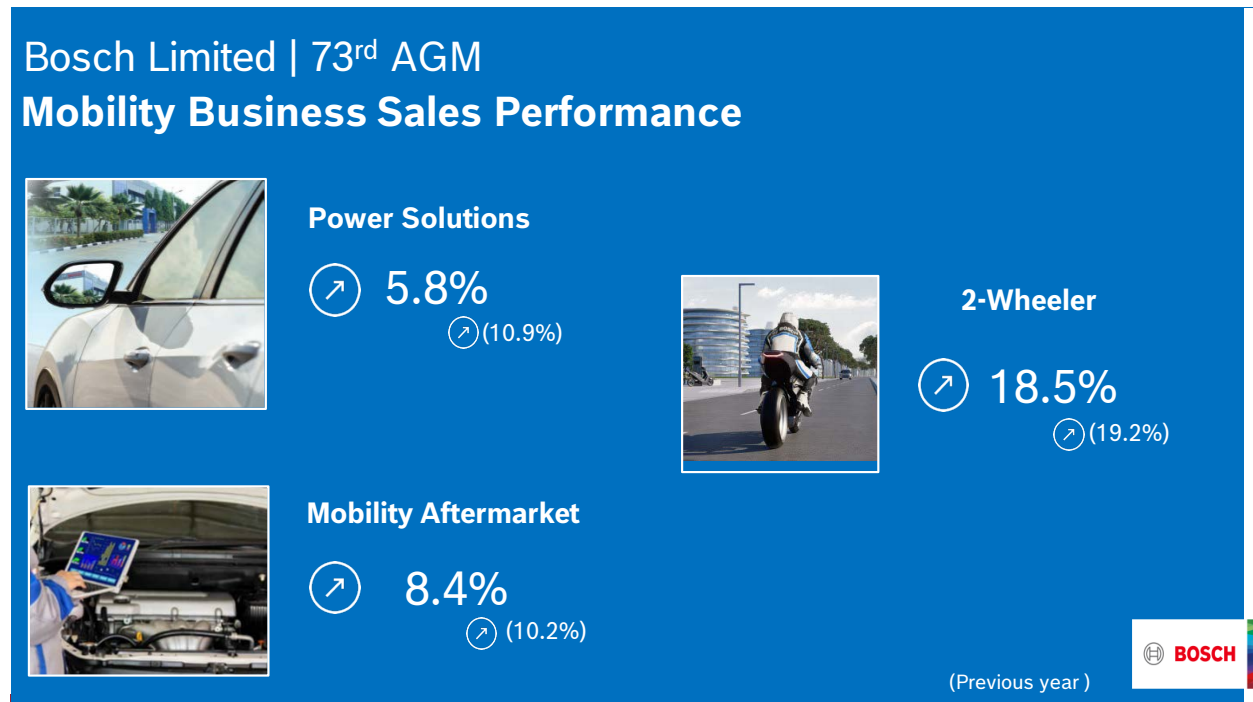 Bosch Limited | 73rd AGM
Mobility Business Sales Performance
Power Solutions
5.8%
(10.9%)
2-Wheeler
18.5%
(19.2%)
Mobility Aftermarket
8.4%
(10.2%)
(Previous year )
BOSCH